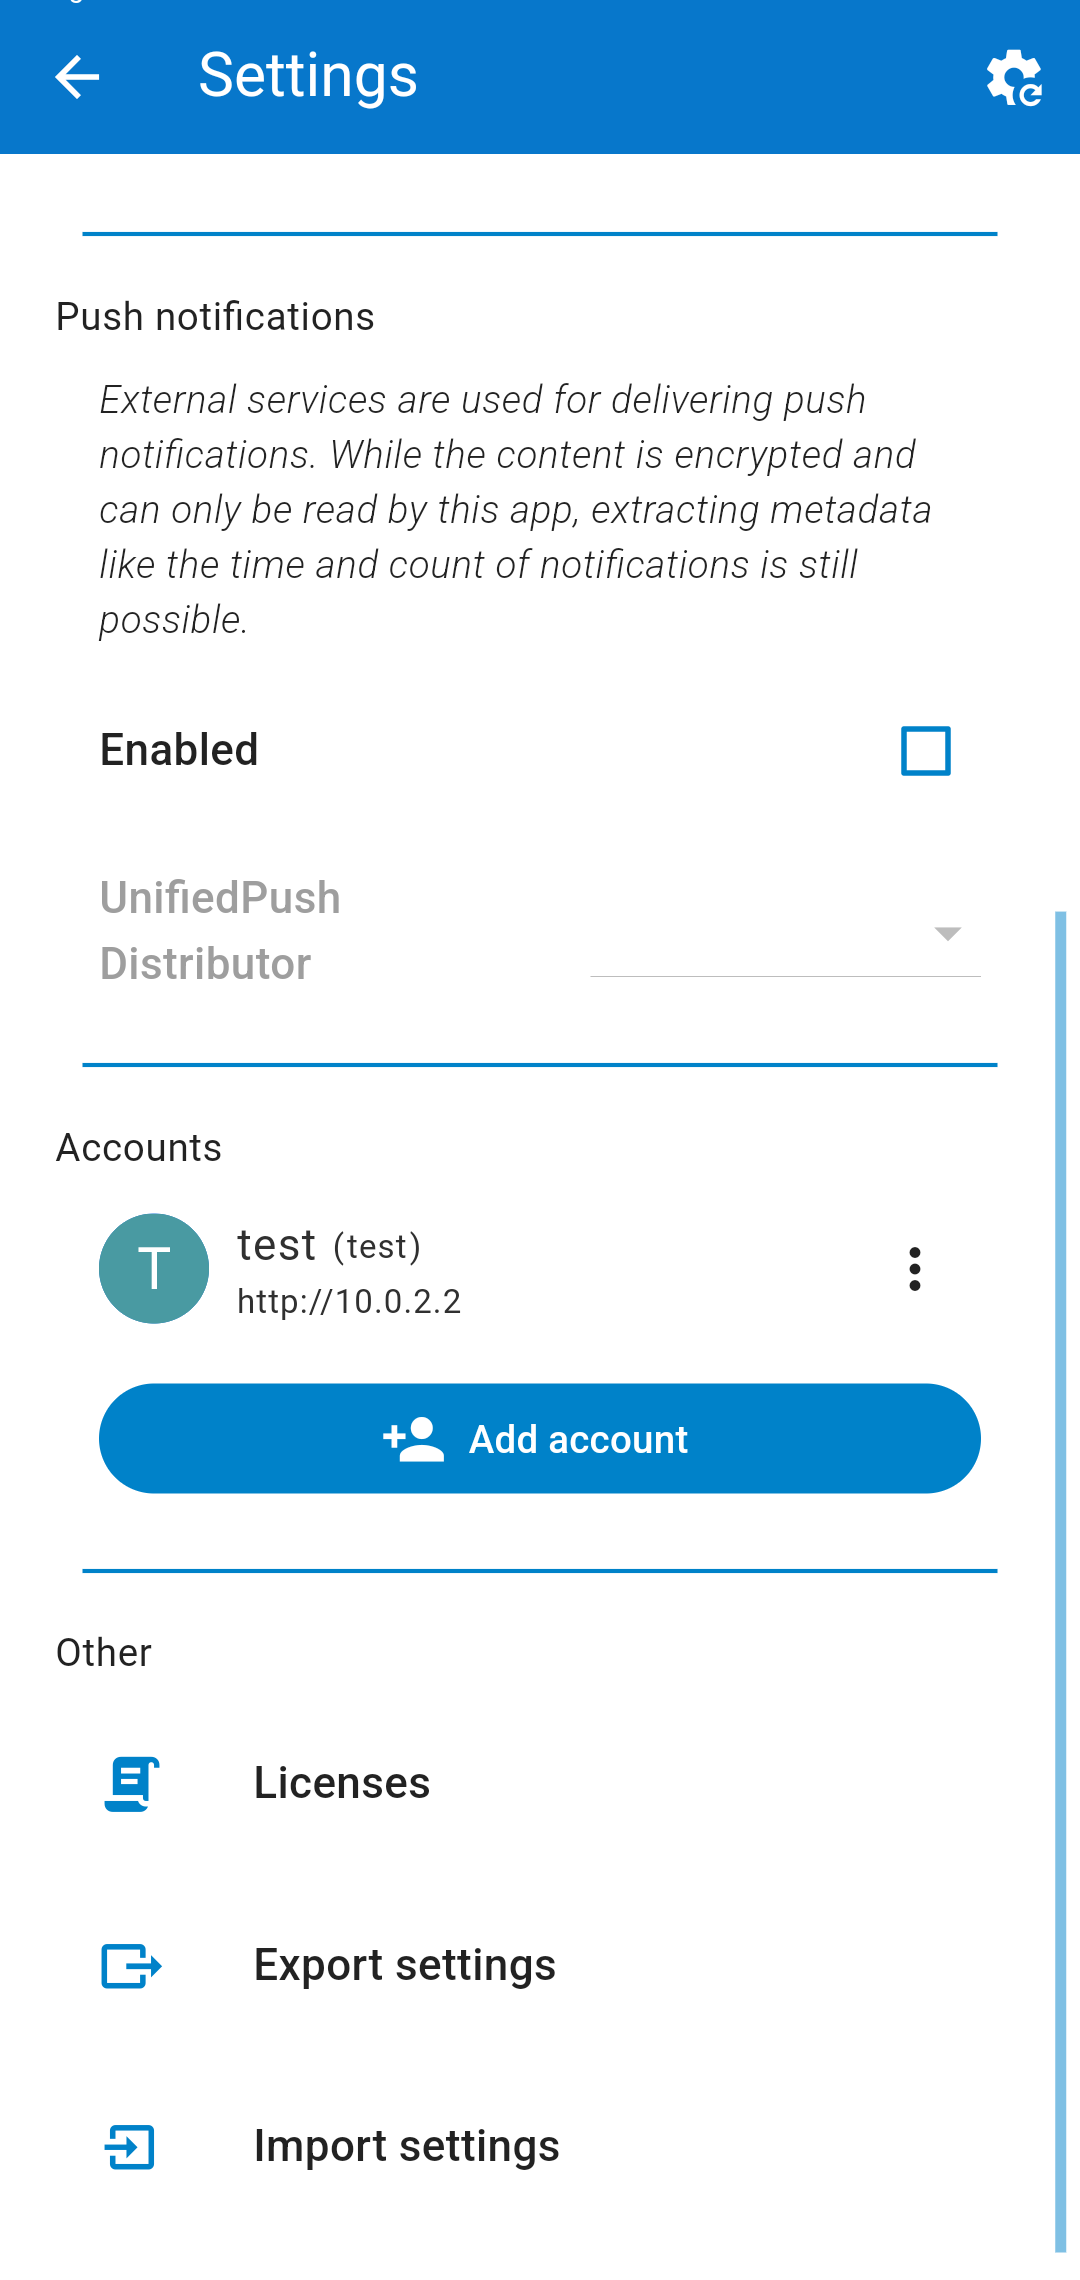 Settings
Push notifications
External services are used for delivering push
notifications. While the content is encrypted and
can only be read by this app, extracting metadata
like the time and count of notifications is still
possible.
Enabled
UnifiedPush
Distributor
Accounts
T
test (test)
http://10.0.2.2
Add account
Other
Licenses
Export settings
Import settings